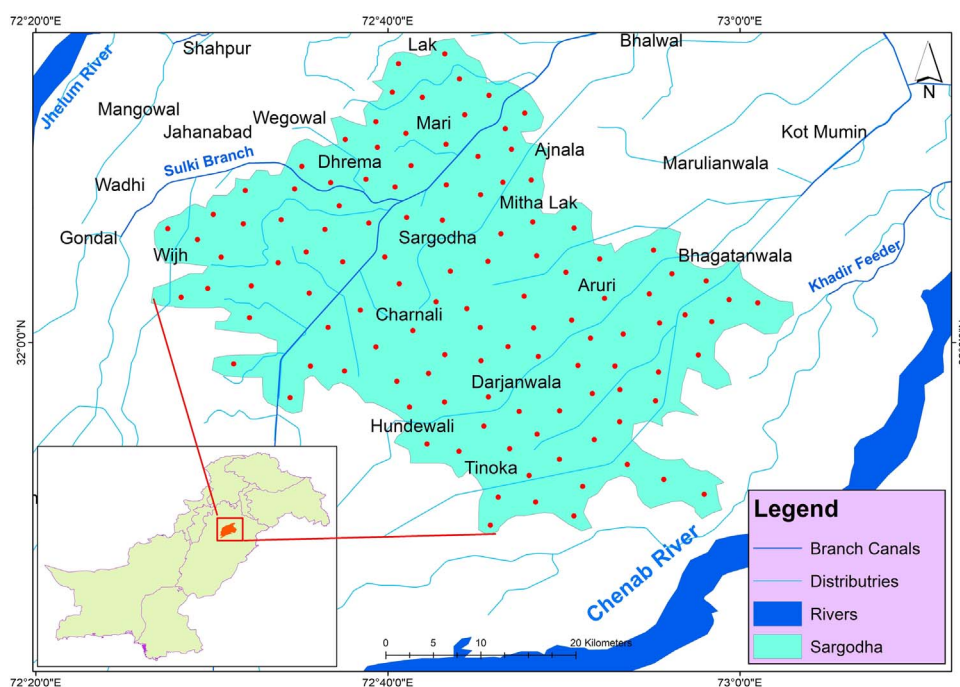 72°20'0"E
72°40'0"E
73°0'0"E
Shahpur
Lak
Bhalwal
Jhelum River
N
Mangowal
Wegowal
Mari
Jahanabad
Kot Mumin
Ajnala
Sulki Branch
Dhrema
Marulianwala
Wadhi
Mitha Lak
Gondal
Sargodha
Wijh
Bhagatanwala
Khadir Feeder
Aruri
Charnali
32°0'0"N
Darjanwala
Hundewali
Tinoka
Chenab River
Legend
Branch Canals
Distributries
Rivers
Sargodha
0 5 10 20 Kilometers
72°20'0"E
72°40'0"E
73°0'0"E